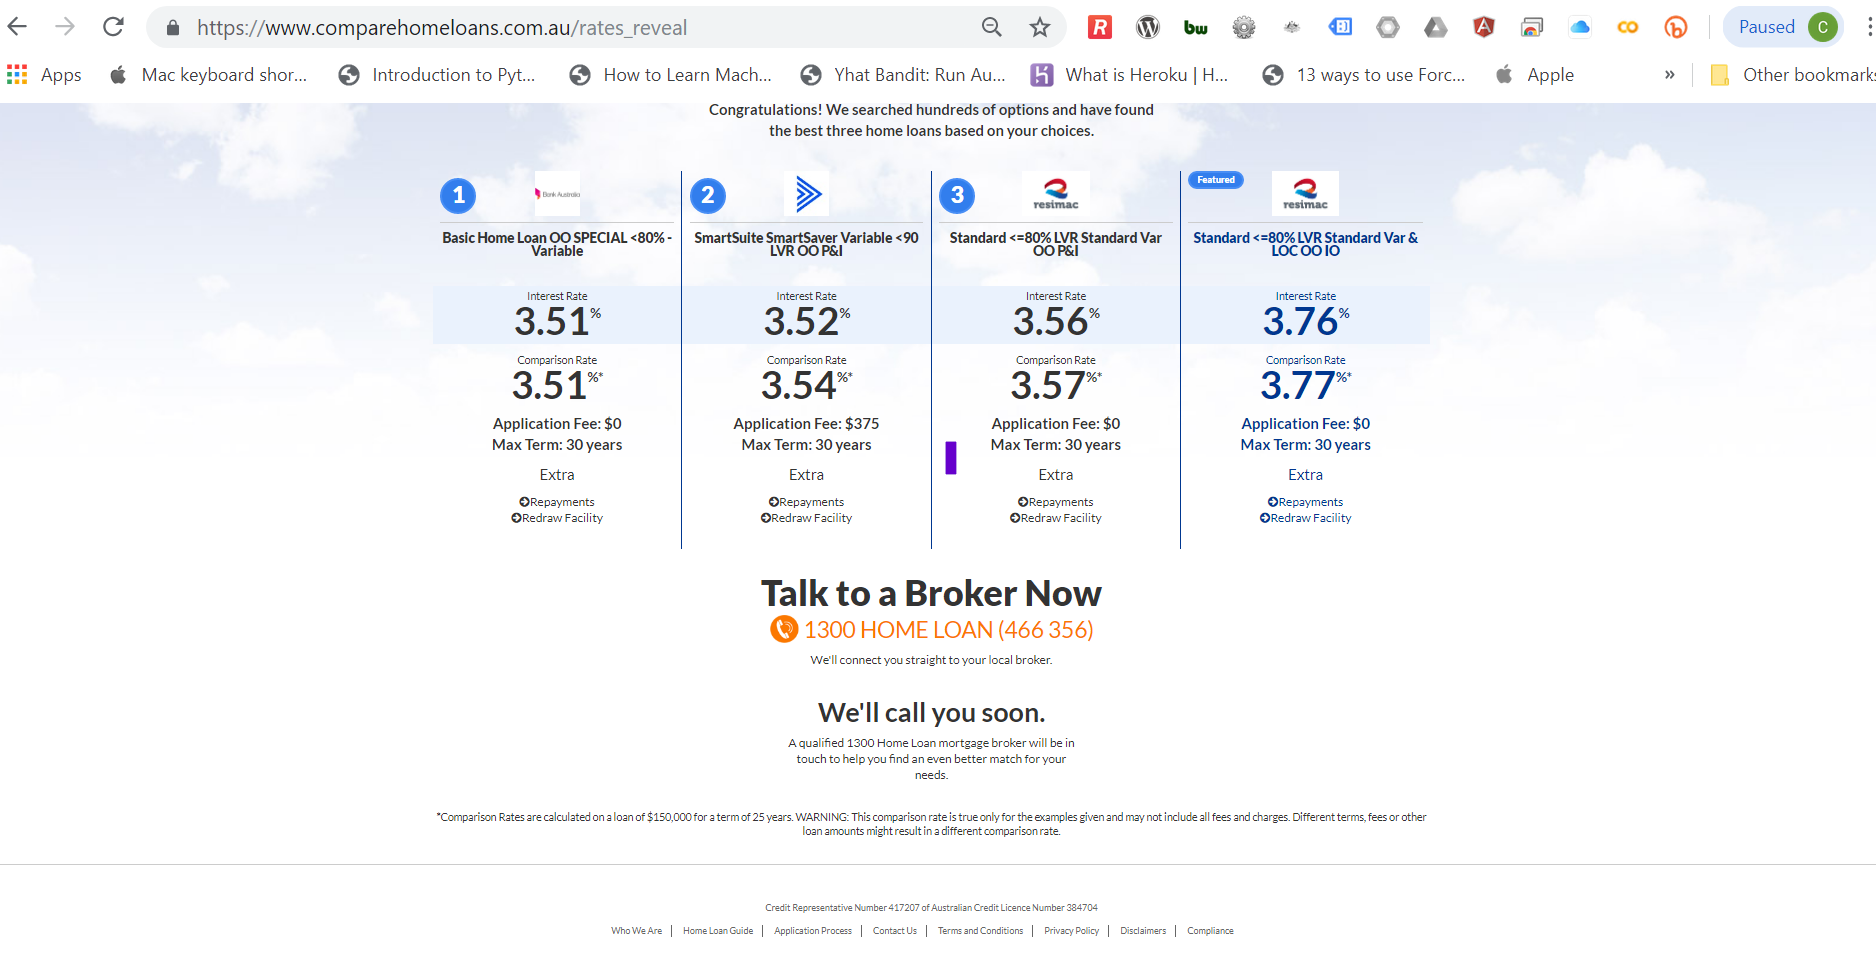 https://www.comparehomeloans.com.au/rates_reveal
Paused C
Apps Mac keyboard shor... Introduction to Pyt... How to Learn Mach... Yhat Bandit: Run Au... What is Heroku | H... 13 ways to use Forc... Apple » Other bookmarks
Congratulations! We searched hundreds of options and have found
the best three home loans based on your choices.
1
Bank Australia
Basic Home Loan OO SPECIAL <80% -
Variable
Interest Rate
3.51%
Comparison Rate
3.51%*
Application Fee: $0
Max Term: 30 years
Extra
Repayments
Redraw Facility
2
SmartSuite SmartSaver Variable <90
LVR OO P&I
Interest Rate
3.52%
Comparison Rate
3.54%*
Application Fee: $375
Max Term: 30 years
Extra
Repayments
Redraw Facility
3
resimac
Standard <=80% LVR Standard Var
OO P&I
Interest Rate
3.56%
Comparison Rate
3.57%*
Application Fee: $0
Max Term: 30 years
Extra
Repayments
Redraw Facility
Featured
resimac
Standard <=80% LVR Standard Var &
LOC OO IO
Interest Rate
3.76%
Comparison Rate
3.77%*
Application Fee: $0
Max Term: 30 years
Extra
Repayments
Redraw Facility
Talk to a Broker Now
1300 HOME LOAN (466 356)
We'll connect you straight to your local broker.
We'll call you soon.
A qualified 1300 Home Loan mortgage broker will be in
touch to help you find an even better match for your
needs.
*Comparison Rates are calculated on a loan of $150,000 for a term of 25 years. WARNING: This comparison rate is true only for the examples given and may not include all fees and charges. Different terms, fees or other
loan amounts might result in a different comparison rate.
Credit Representative Number 417207 of Australian Credit Licence Number 384704
Who We Are | Home Loan Guide | Application Process | Contact Us | Terms and Conditions | Privacy Policy | Disclaimers | Compliance